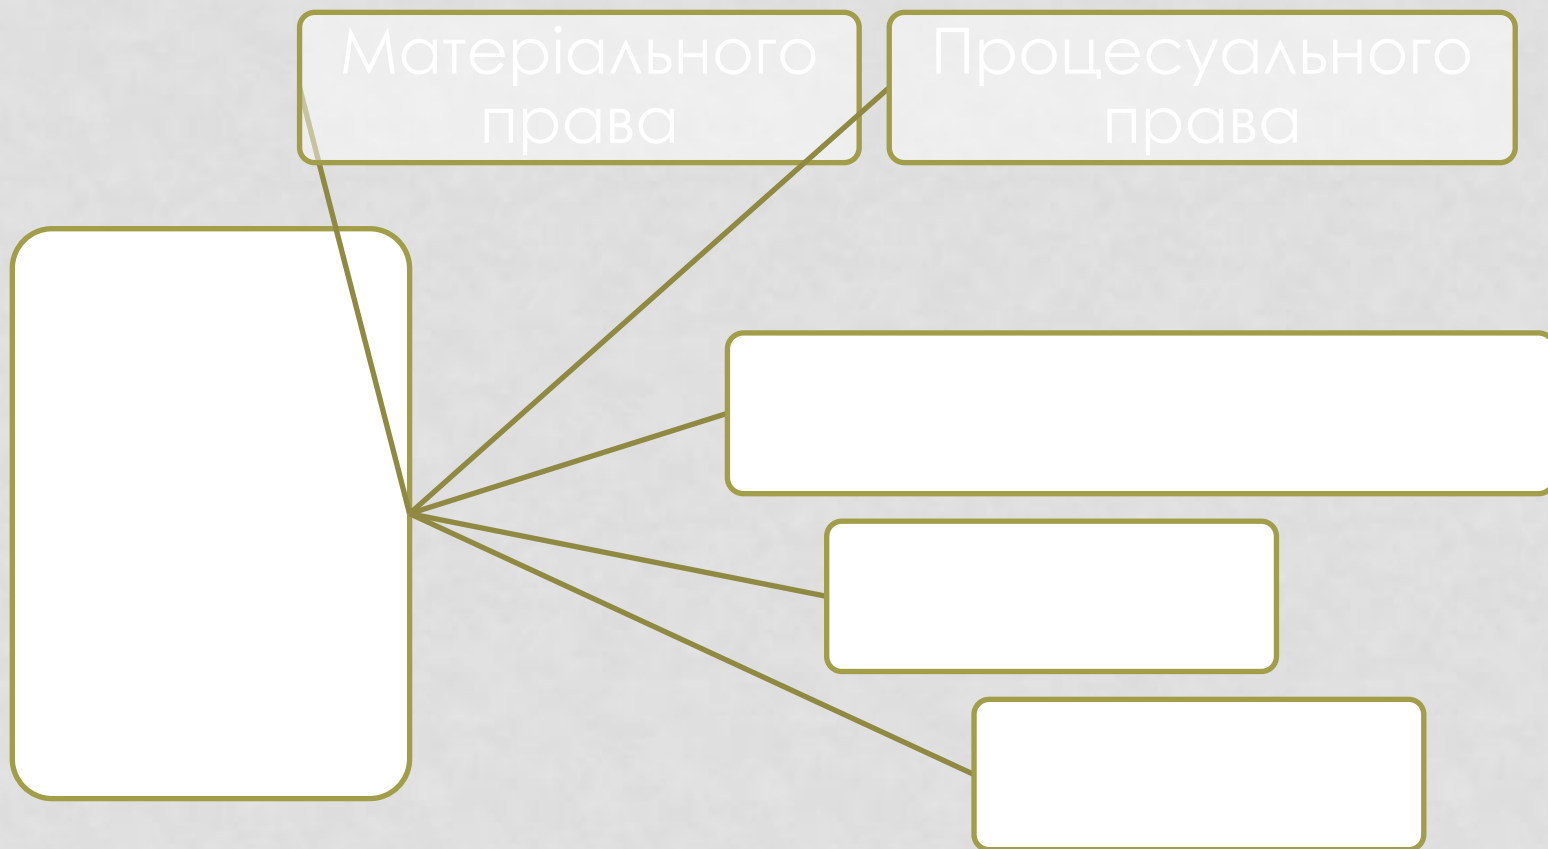 Матеріального
права
Процесуального
права